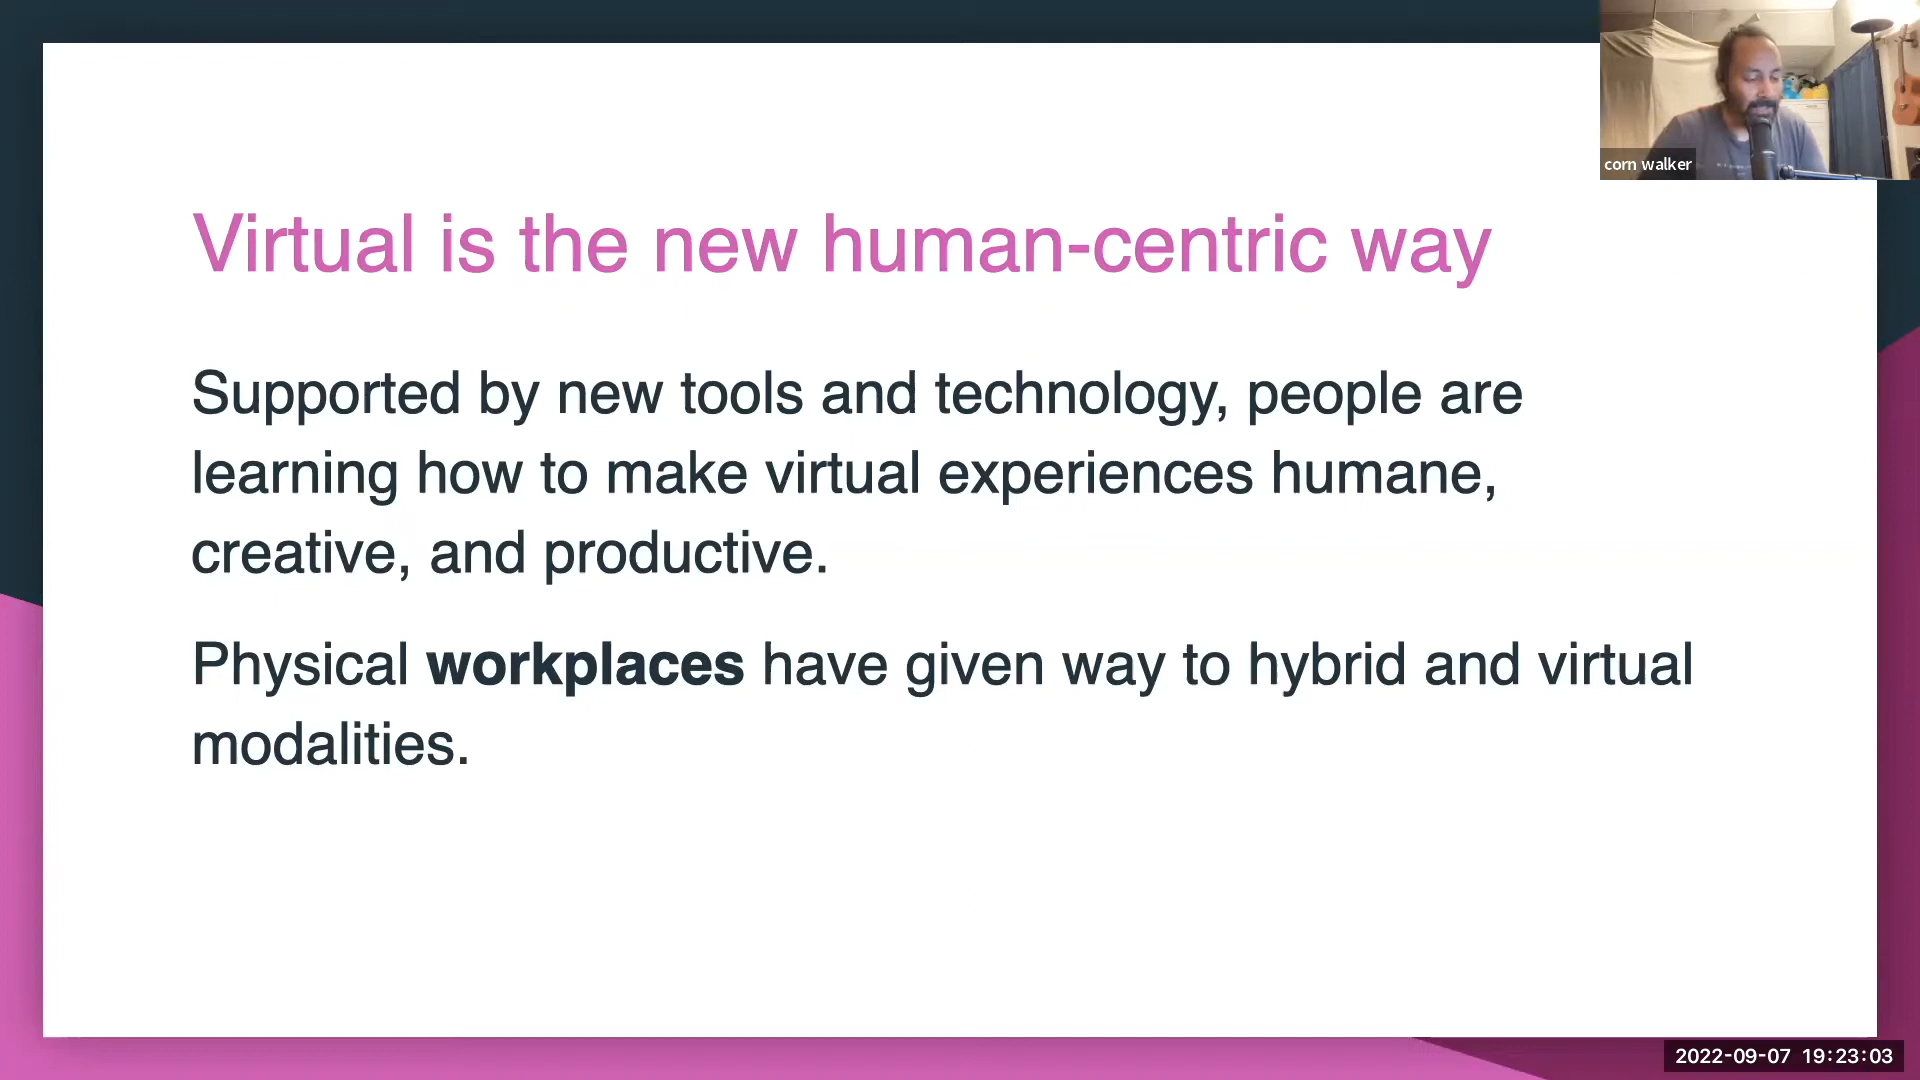 corn walker
Virtual is the new human-centric way
Supported by new tools and technology, people are
learning how to make virtual experiences humane,
creative, and productive.
Physical workplaces have given way to hybrid and virtual
modalities.
2022-09-07 19:23:03